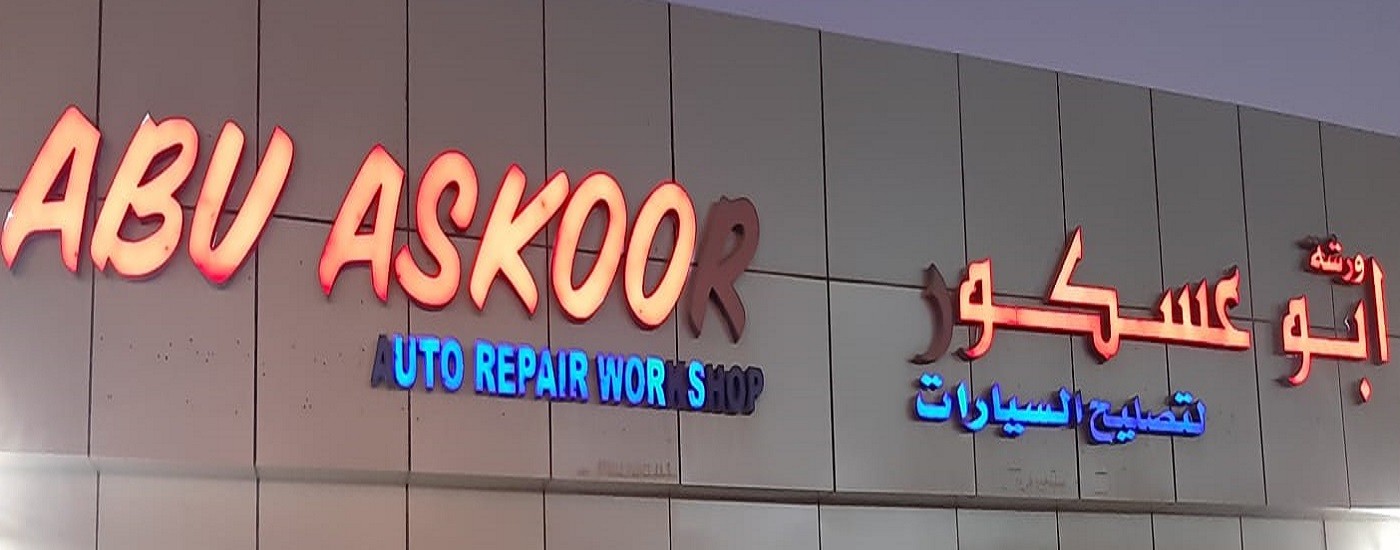 ABU ASKOOR
AUTO REPAIR WORKSHOP
ورشة
ابو عسكور
لتصليح السيارات